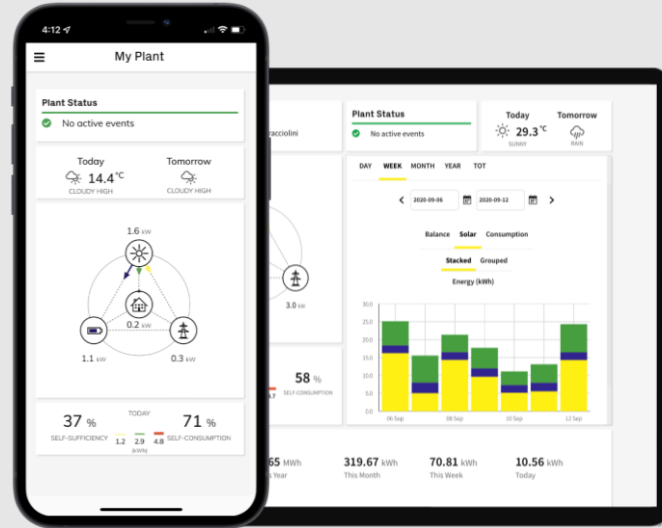 4:12
My Plant
Plant Status
No active events
Today
Tomorrow
14.4 °C
CLOUDY HIGH
CLOUDY HIGH
1.6 kW
0.2 kW
1.1 kW
0.3 kW
37 %
TODAY
71 %
SELF-SUFFICIENCY
1.2 2.9 4.8
SELF-CONSUMPTION
(kWh)
racciolini
Plant Status
No active events
Today
Tomorrow
29.3 °C
SUNNY
RAIN
3.0 kW
58 %
SELF-CONSUMPTION
DAY WEEK MONTH YEAR TOT
2020-09-06
2020-09-12
Balance Solar Consumption
Stacked Grouped
Energy (kWh)
30.0
25.0
20.0
15.0
10.0
5.0
0.0
06 Sep
08 Sep
10 Sep
12 Sep
65 MWh
319.67 kWh
70.81 kWh
10.56 kWh
s Year
This Month
This Week
Today